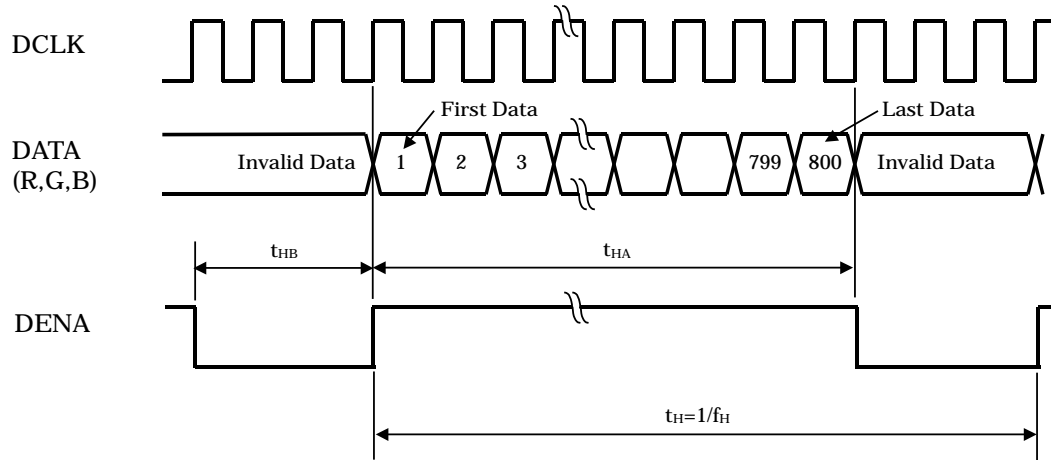 DCLK
First Data
Last Data
DATA
(R,G,B)
Invalid Data 1 2 3 799 800 Invalid Data
tHB tHA
DENA
tH=1/fH